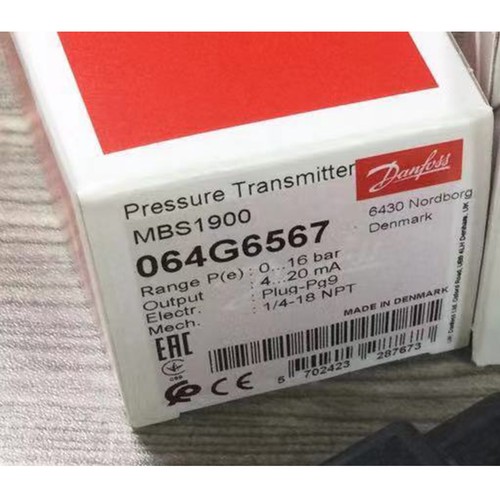 Pressure Transmitter
MBS1900
064G6567
Range P(e) : 0...16 bar
Output : 4...20 mA
Electr. : Plug-Pg9
Mech. : 1/4-18 NPT
Danfoss
6430 Nordborg
Denmark
MADE IN DENMARK
EAC
CE
5 702423 287673